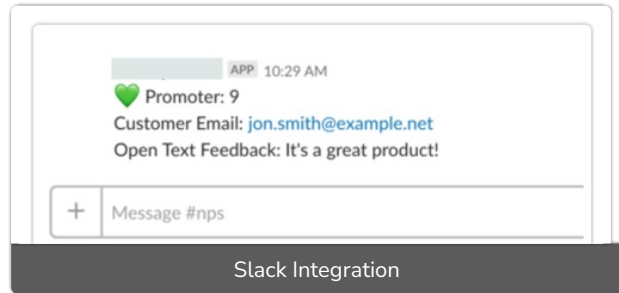 APP 10:29 AM
Promoter: 9
Customer Email: jon.smith@example.net
Open Text Feedback: It's a great product!
+ Message #nps
Slack Integration